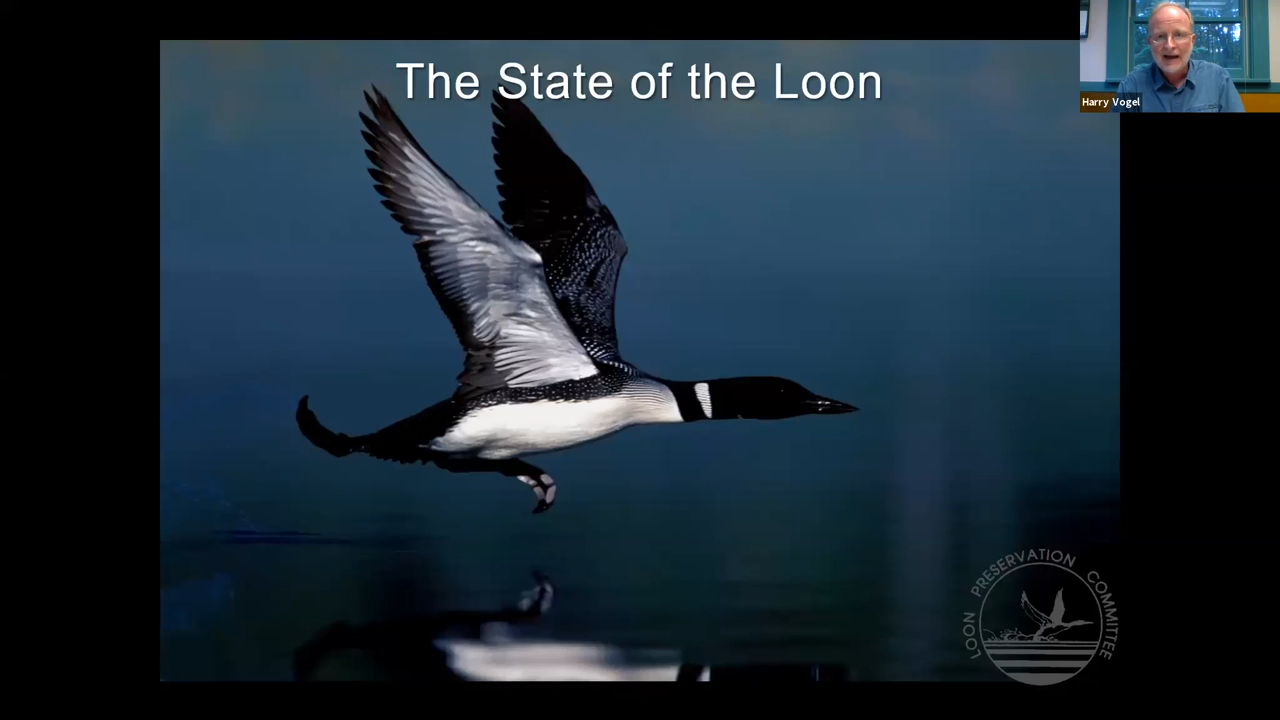 The State of the Loon
Harry Vogel
LOON PRESERVATION COMMITTEE